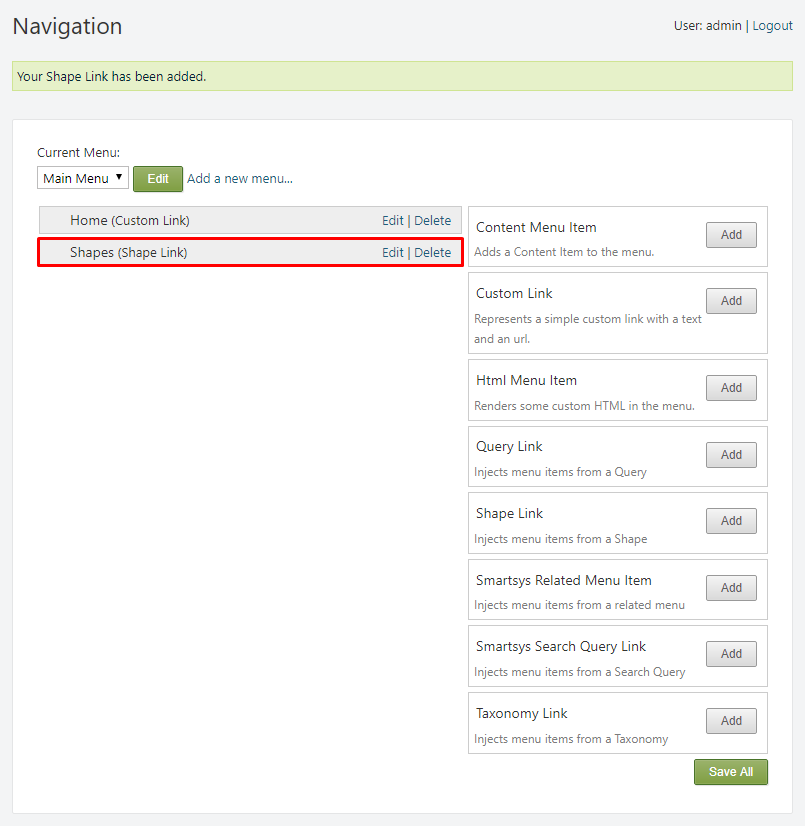 Navigation
User: admin | Logout
Your Shape Link has been added.
Current Menu:
Main Menu Edit Add a new menu...
Home (Custom Link) Edit | Delete
Shapes (Shape Link) Edit | Delete
Content Menu Item
Add
Adds a Content Item to the menu.
Custom Link
Add
Represents a simple custom link with a text
and an url.
Html Menu Item
Add
Renders some custom HTML in the menu.
Query Link
Add
Injects menu items from a Query
Shape Link
Add
Injects menu items from a Shape
Smartsys Related Menu Item
Add
Injects menu items from a related menu
Smartsys Search Query Link
Add
Injects menu items from a Search Query
Taxonomy Link
Add
Injects menu items from a Taxonomy
Save All